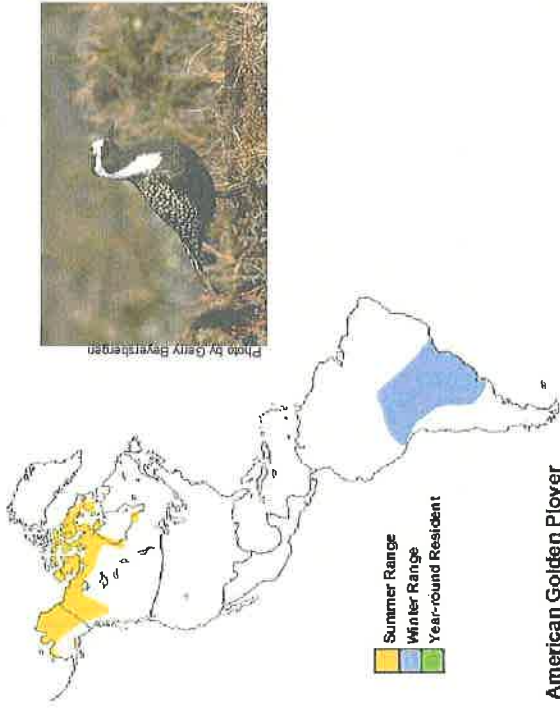 Photo by Gerry Beyersbergen
Summer Range
Winter Range
Year-round Resident
American Golden Plover